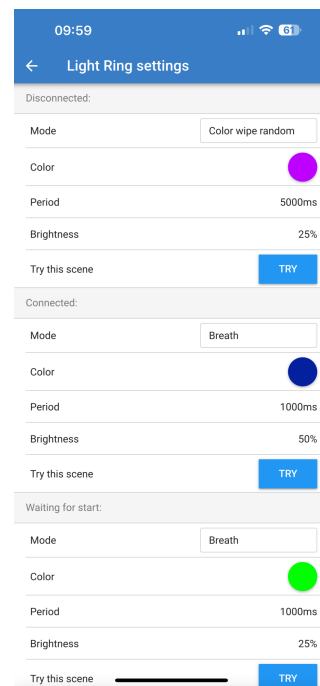 09:59
61
Light Ring settings
Disconnected:
Mode Color wipe random
Color
Period 5000ms
Brightness 25%
Try this scene TRY
Connected:
Mode Breath
Color
Period 1000ms
Brightness 50%
Try this scene TRY
Waiting for start:
Mode Breath
Color
Period 1000ms
Brightness 25%
Try this scene TRY